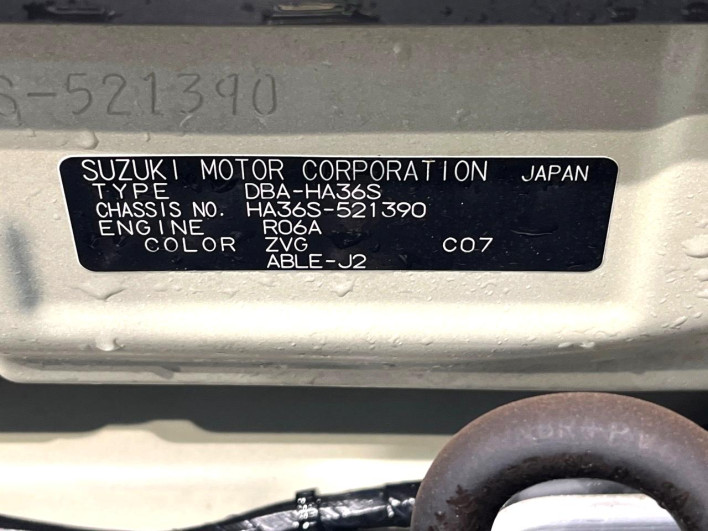 S-521390
SUZUKI MOTOR CORPORATION JAPAN
TYPE DBA-HA36S
CHASSIS NO. HA36S-521390
ENGINE R06A
COLOR ZVG C07
ABLE-J2